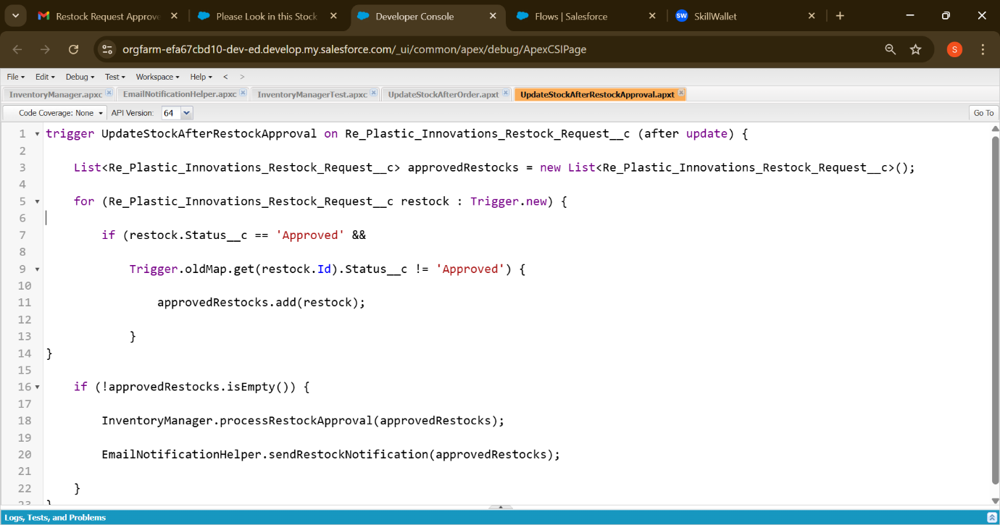 Restock Request Approve
Please Look in this Stock
Developer Console
Flows | Salesforce
SW
SkillWallet
orgfarm-efa67cbd10-dev-ed.develop.my.salesforce.com/_ui/common/apex/debug/ApexCSIPage
S
File Edit Debug Test Workspace Help < >
InventoryManager.apxc
EmailNotificationHelper.apxc
InventoryManagerTest.apxc
UpdateStockAfterOrder.apxt
UpdateStockAfterRestockApproval.apxt
Code Coverage: None API Version: 64 Go To
1 trigger UpdateStockAfterRestockApproval on Re_Plastic_Innovations_Restock_Request__c (after update) {
2
3 List<Re_Plastic_Innovations_Restock_Request__c> approvedRestocks = new List<Re_Plastic_Innovations_Restock_Request__c>();
4
5 for (Re_Plastic_Innovations_Restock_Request__c restock : Trigger.new) {
6
7 if (restock.Status__c == 'Approved' &&
8
9 Trigger.oldMap.get(restock.Id).Status__c != 'Approved') {
10
11 approvedRestocks.add(restock);
12
13 }
14 }
15
16 if (!approvedRestocks.isEmpty()) {
17
18 InventoryManager.processRestockApproval(approvedRestocks);
19
20 EmailNotificationHelper.sendRestockNotification(approvedRestocks);
21
22 }
23 }
Logs, Tests, and Problems